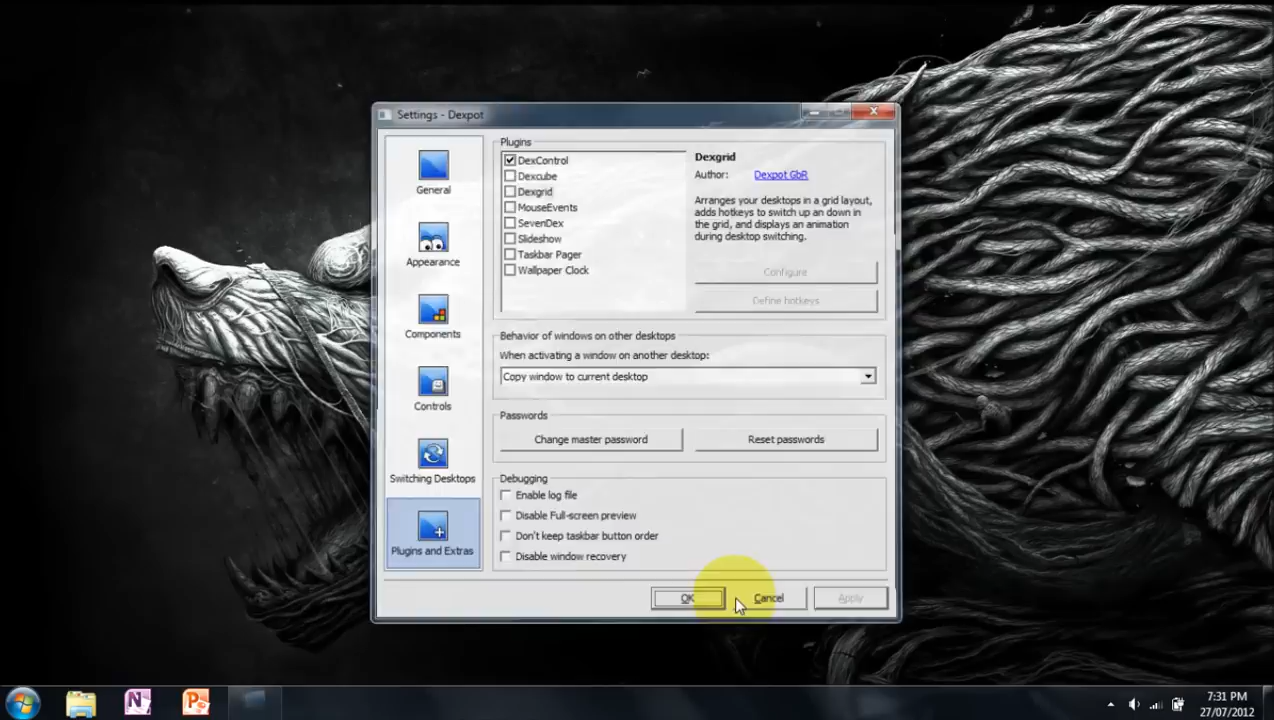 Settings - Dexpot
General
Appearance
Components
Controls
Switching Desktops
Plugins and Extras
Plugins
DexControl
Dexcube
Dexgrid
MouseEvents
SevenDex
Slideshow
Taskbar Pager
Wallpaper Clock
Dexgrid
Author: Dexpot GbR
Arranges your desktops in a grid layout,
adds hotkeys to switch up an down in
the grid, and displays an animation
during desktop switching.
Configure
Define hotkeys
Behavior of windows on other desktops
When activating a window on another desktop:
Copy window to current desktop
Passwords
Change master password
Reset passwords
Debugging
Enable log file
Disable Full-screen preview
Don't keep taskbar button order
Disable window recovery
OK
Cancel
Apply
7:31 PM
27/07/2012